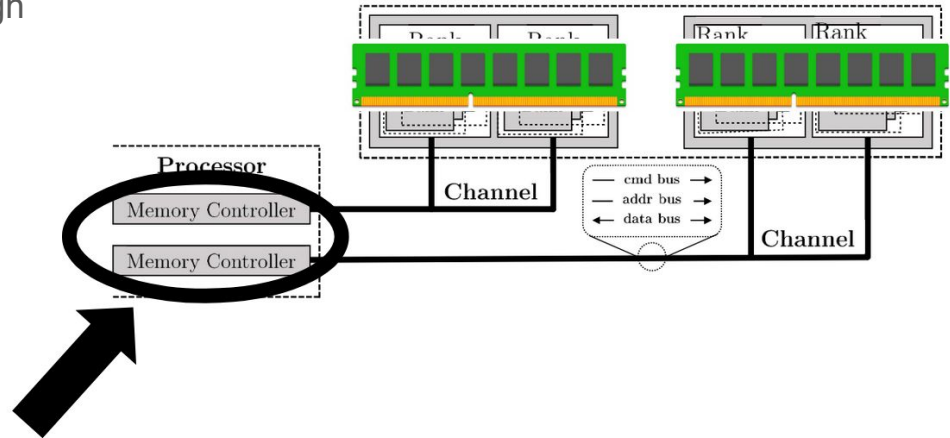 Rank
Rank
Processor
Memory Controller
Memory Controller
Channel
cmd bus
addr bus
data bus
Channel